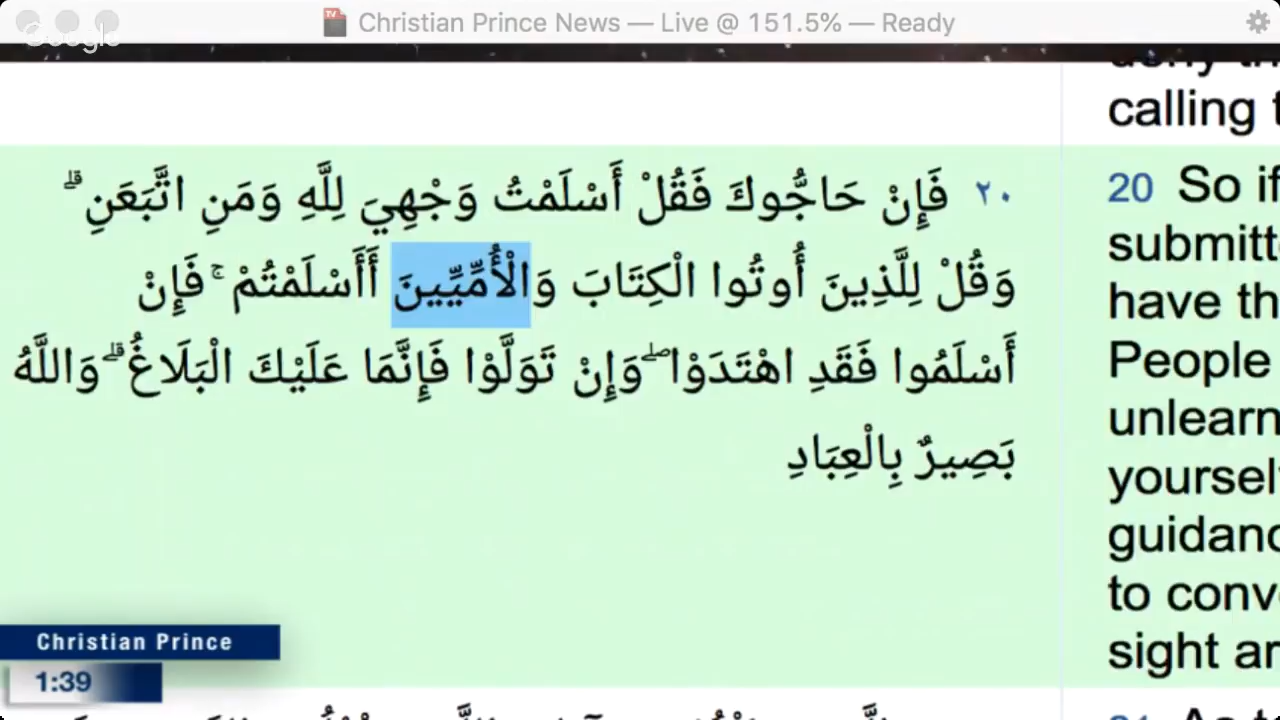 Christian Prince News — Live @ 151.5% — Ready
Google
calling
٢٠ فَإِنْ حَاجُّوكَ فَقُلْ أَسْلَمْتُ وَجْهِيَ لِلَّهِ وَمَنِ اتَّبَعَنِ ۗ
وَقُلْ لِلَّذِينَ أُوتُوا الْكِتَابَ وَالْأُمِّيِّينَ أَأَسْلَمْتُمْ ۚ فَإِنْ
أَسْلَمُوا فَقَدِ اهْتَدَوْا ۖ وَإِنْ تَوَلَّوْا فَإِنَّمَا عَلَيْكَ الْبَلَاغُ ۗ وَاللَّهُ
بَصِيرٌ بِالْعِبَادِ
20 So if
submitt
have th
People
unlearn
yoursel
guidanc
to conv
sight ar
Christian Prince
1:39